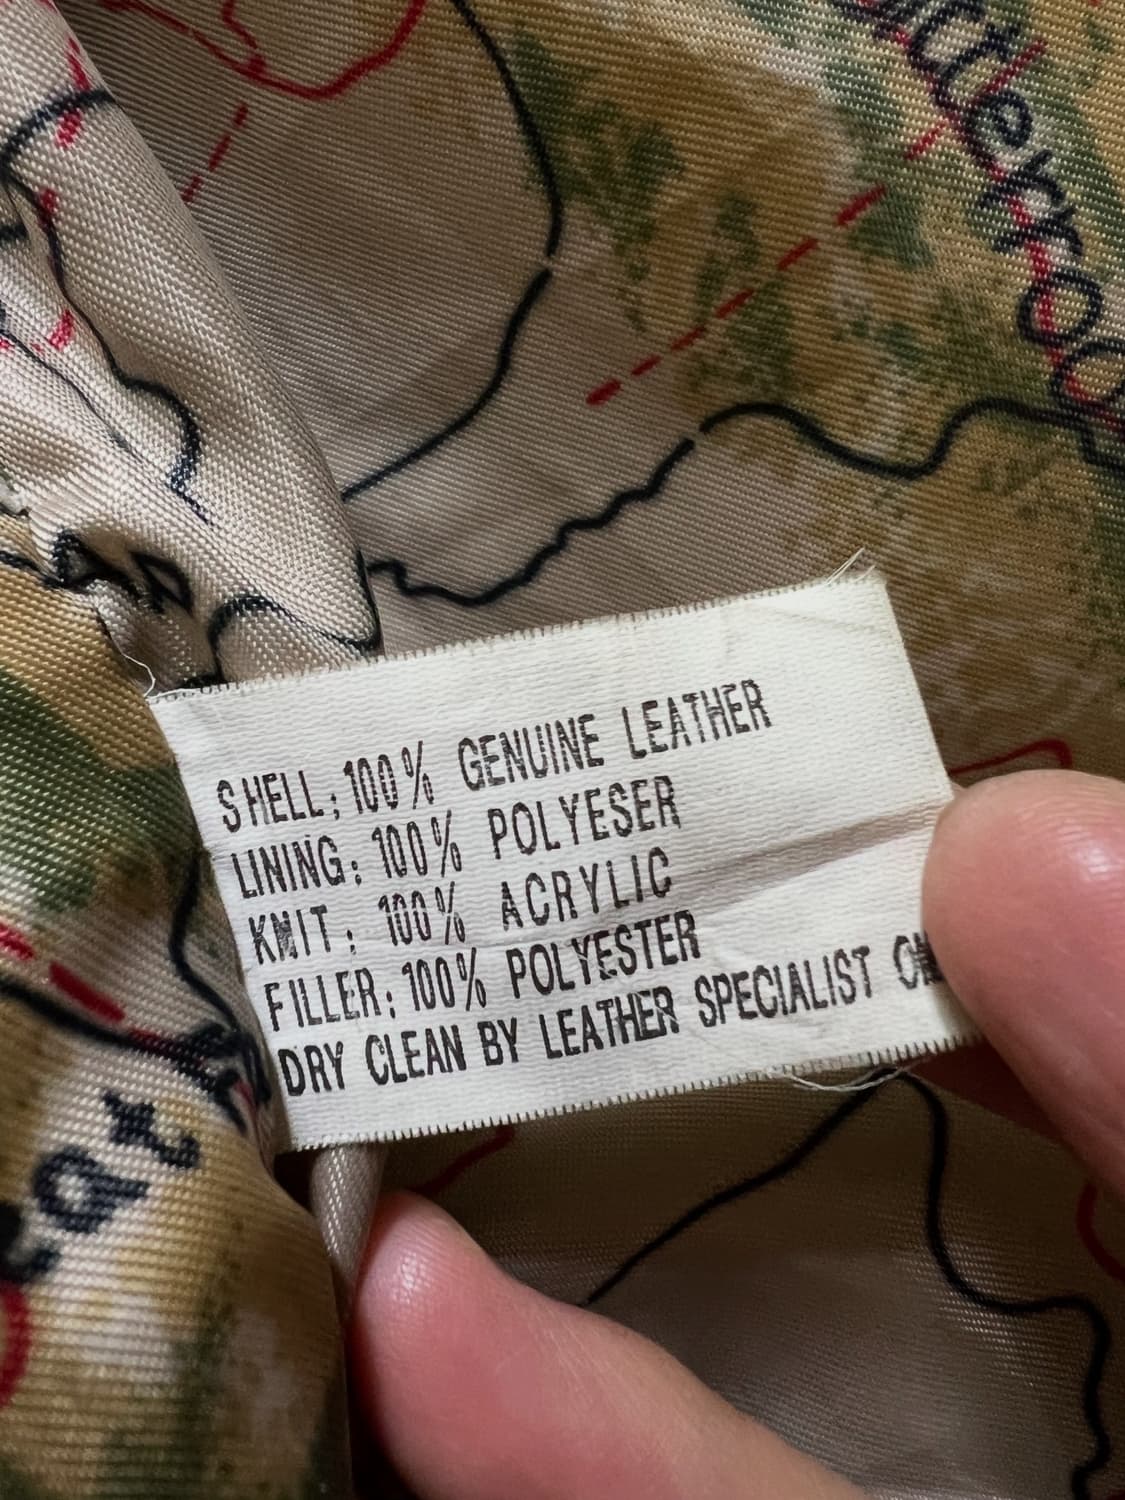 SHELL: 100% GENUINE LEATHER
LINING: 100% POLYESER
KNIT: 100% ACRYLIC
FILLER: 100% POLYESTER
DRY CLEAN BY LEATHER SPECIALIST